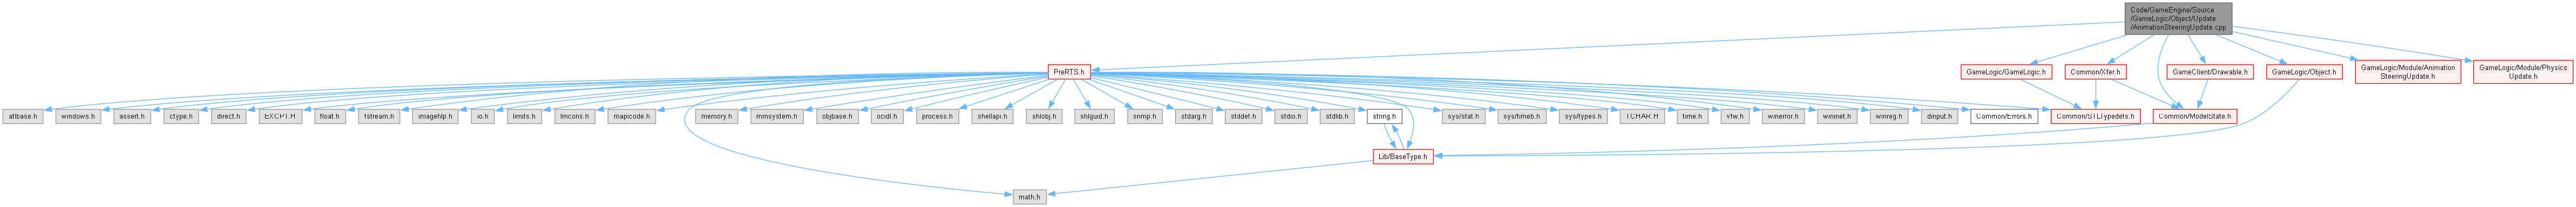 Code/GameEngine/Source
/GameLogic/Object/Update
/AnimationSteeringUpdate.cpp
PreRTS.h
GameLogic/GameLogic.h
Common/Xfer.h
GameClient/Drawable.h
GameLogic/Object.h
GameLogic/Module/Animation
SteeringUpdate.h
GameLogic/Module/Physics
Update.h
atlbase.h
windows.h
assert.h
ctype.h
direct.h
EXCPT.H
float.h
fstream.h
imagehlp.h
io.h
limits.h
lmcons.h
mapicode.h
memory.h
mmsystem.h
objbase.h
ocidl.h
process.h
shellapi.h
shlobj.h
shlguid.h
snmp.h
stdarg.h
stddef.h
stdio.h
stdlib.h
string.h
sys/stat.h
sys/timeb.h
sys/types.h
TCHAR.H
time.h
vfw.h
winerror.h
wininet.h
winreg.h
dinput.h
Common/Errors.h
Common/STLTypedefs.h
Common/ModelState.h
Lib/BaseType.h
math.h